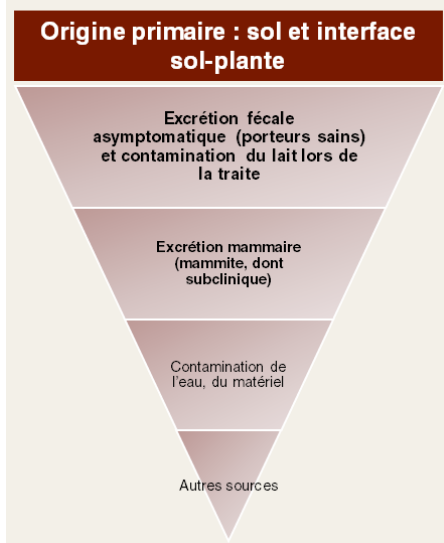 Origine primaire : sol et interface
sol-plante
Excrétion fécale
asymptomatique (porteurs sains)
et contamination du lait lors de
la traite
Excrétion mammaire
(mammite, dont
subclinique)
Contamination de
l'eau, du matériel
Autres sources